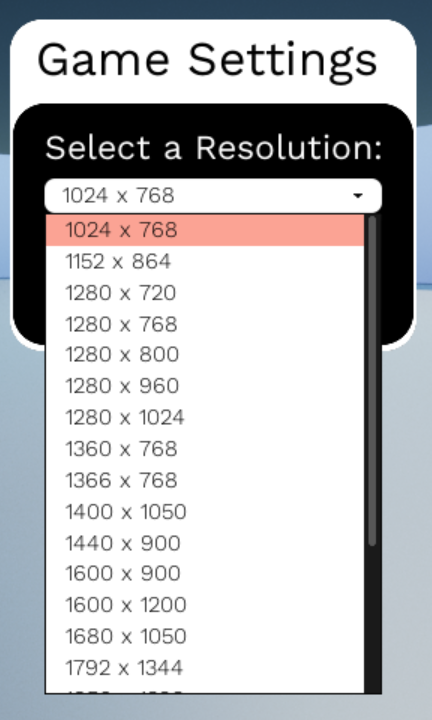 Game Settings
Select a Resolution:
1024 x 768
1024 x 768
1152 x 864
1280 x 720
1280 x 768
1280 x 800
1280 x 960
1280 x 1024
1360 x 768
1366 x 768
1400 x 1050
1440 x 900
1600 x 900
1600 x 1200
1680 x 1050
1792 x 1344